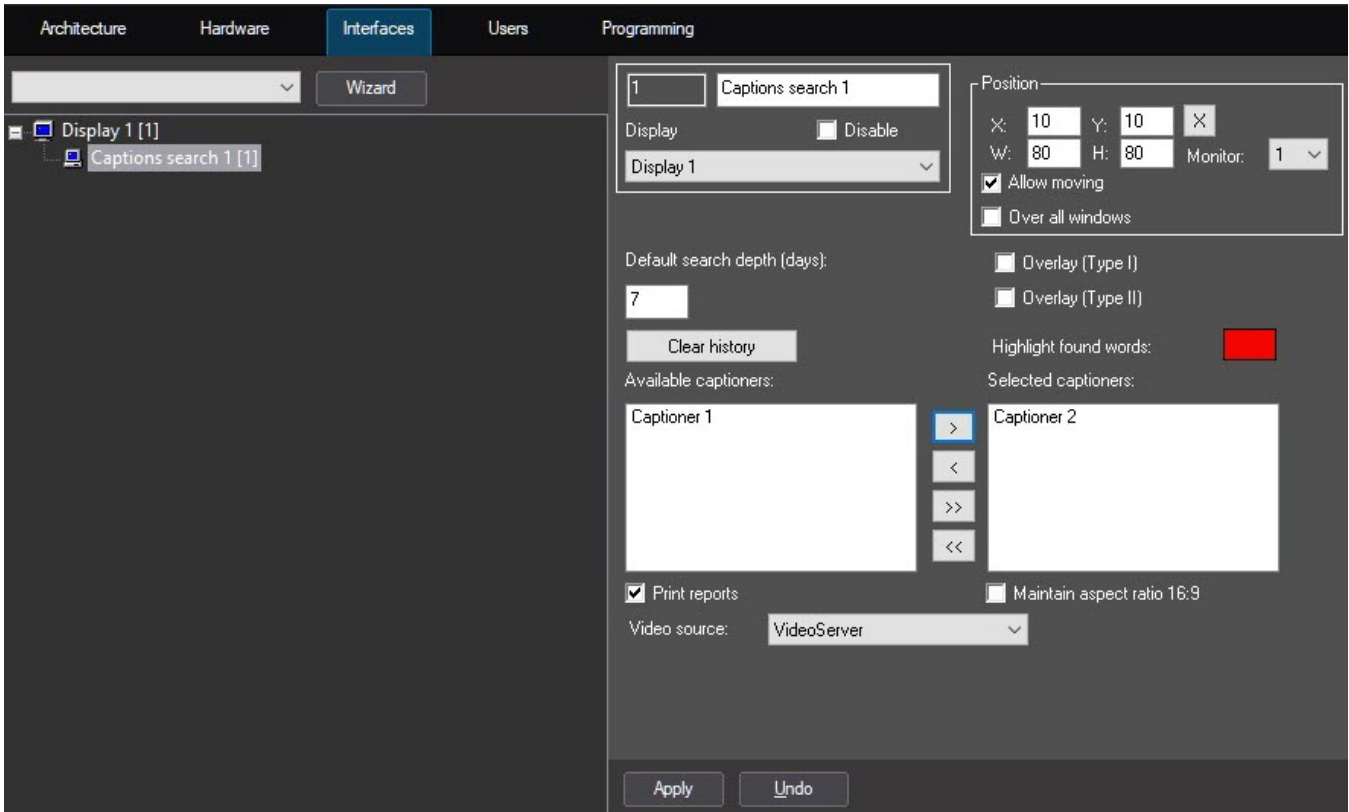 Architecture Hardware Interfaces Users Programming
Wizard
Display 1 [1]
Captions search 1 [1]
1 Captions search 1
Display Disable
Display 1
Position
X: 10 Y: 10 X
W: 80 H: 80 Monitor: 1
Allow moving
Over all windows
Default search depth (days):
7
Overlay (Type I)
Overlay (Type II)
Clear history
Highlight found words:
Available captioners:
Selected captioners:
Captioner 1
>
<
>>
<<
Captioner 2
Print reports
Maintain aspect ratio 16:9
Video source: VideoServer
Apply Undo